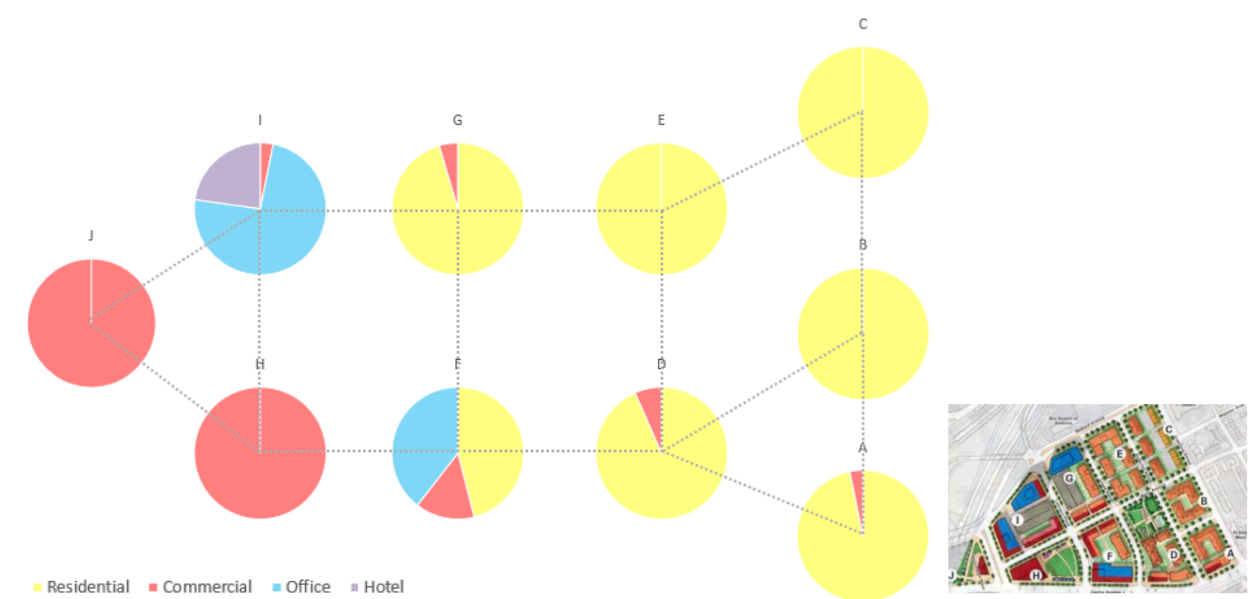 C
I
G
E
J
B
H
F
D
A
Residential
Commercial
Office
Hotel
C
E
G
B
I
F
D
A
H
J